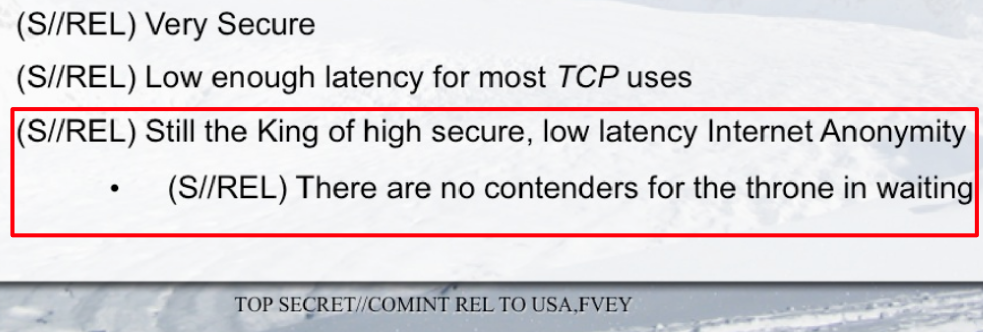 (S//REL) Very Secure
(S//REL) Low enough latency for most TCP uses
(S//REL) Still the King of high secure, low latency Internet Anonymity
• (S//REL) There are no contenders for the throne in waiting
TOP SECRET//COMINT REL TO USA,FVEY